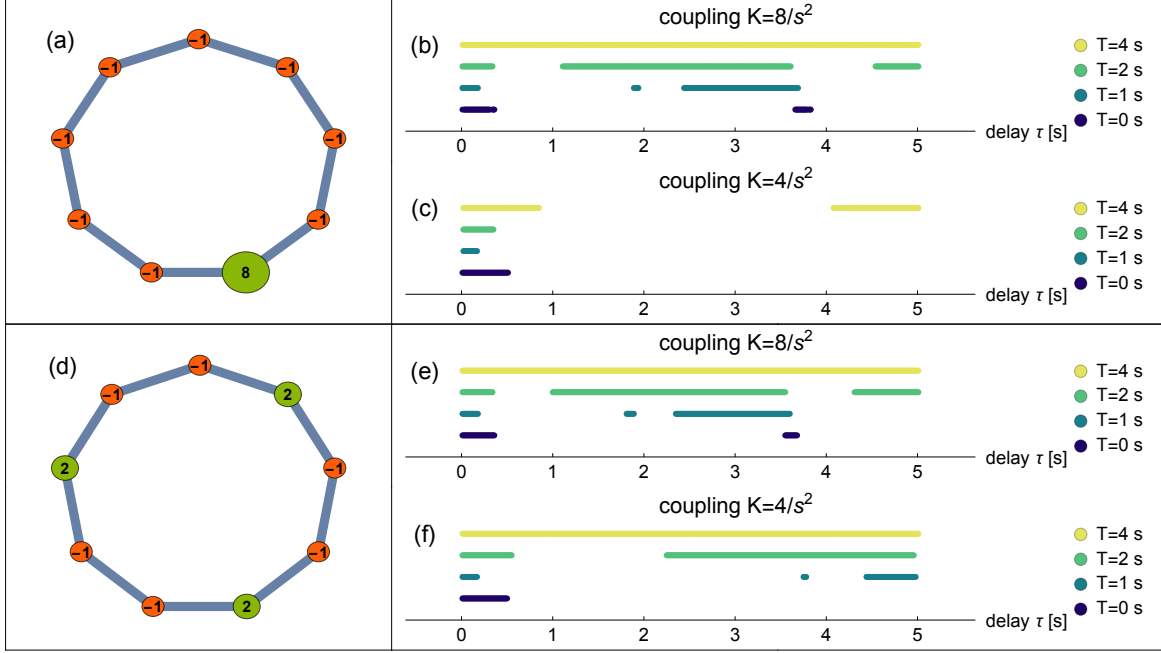 (a)
−1
−1
−1
−1
−1
−1
−1
−1
8
coupling K=8/s²
(b)
T=4 s
T=2 s
T=1 s
T=0 s
0 1 2 3 4 5
delay τ [s]
coupling K=4/s²
(c)
T=4 s
T=2 s
T=1 s
T=0 s
0 1 2 3 4 5
delay τ [s]
(d)
−1
−1
2
2
−1
−1
−1
−1
2
coupling K=8/s²
(e)
T=4 s
T=2 s
T=1 s
T=0 s
0 1 2 3 4 5
delay τ [s]
coupling K=4/s²
(f)
T=4 s
T=2 s
T=1 s
T=0 s
0 1 2 3 4 5
delay τ [s]